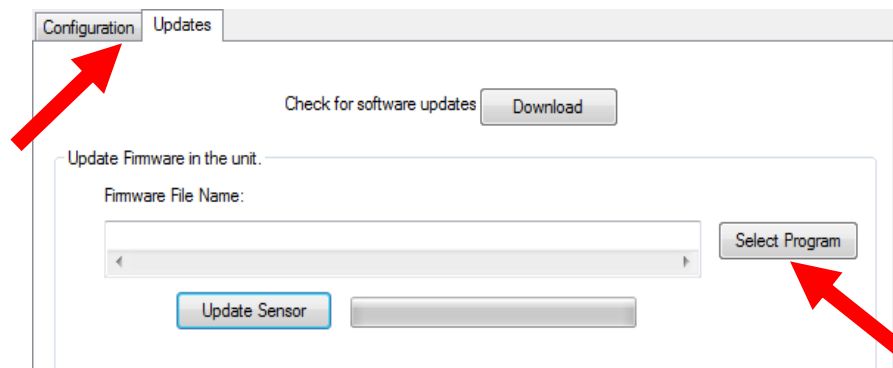 Configuration Updates
Check for software updates Download
Update Firmware in the unit.
Firmware File Name:
Select Program
Update Sensor